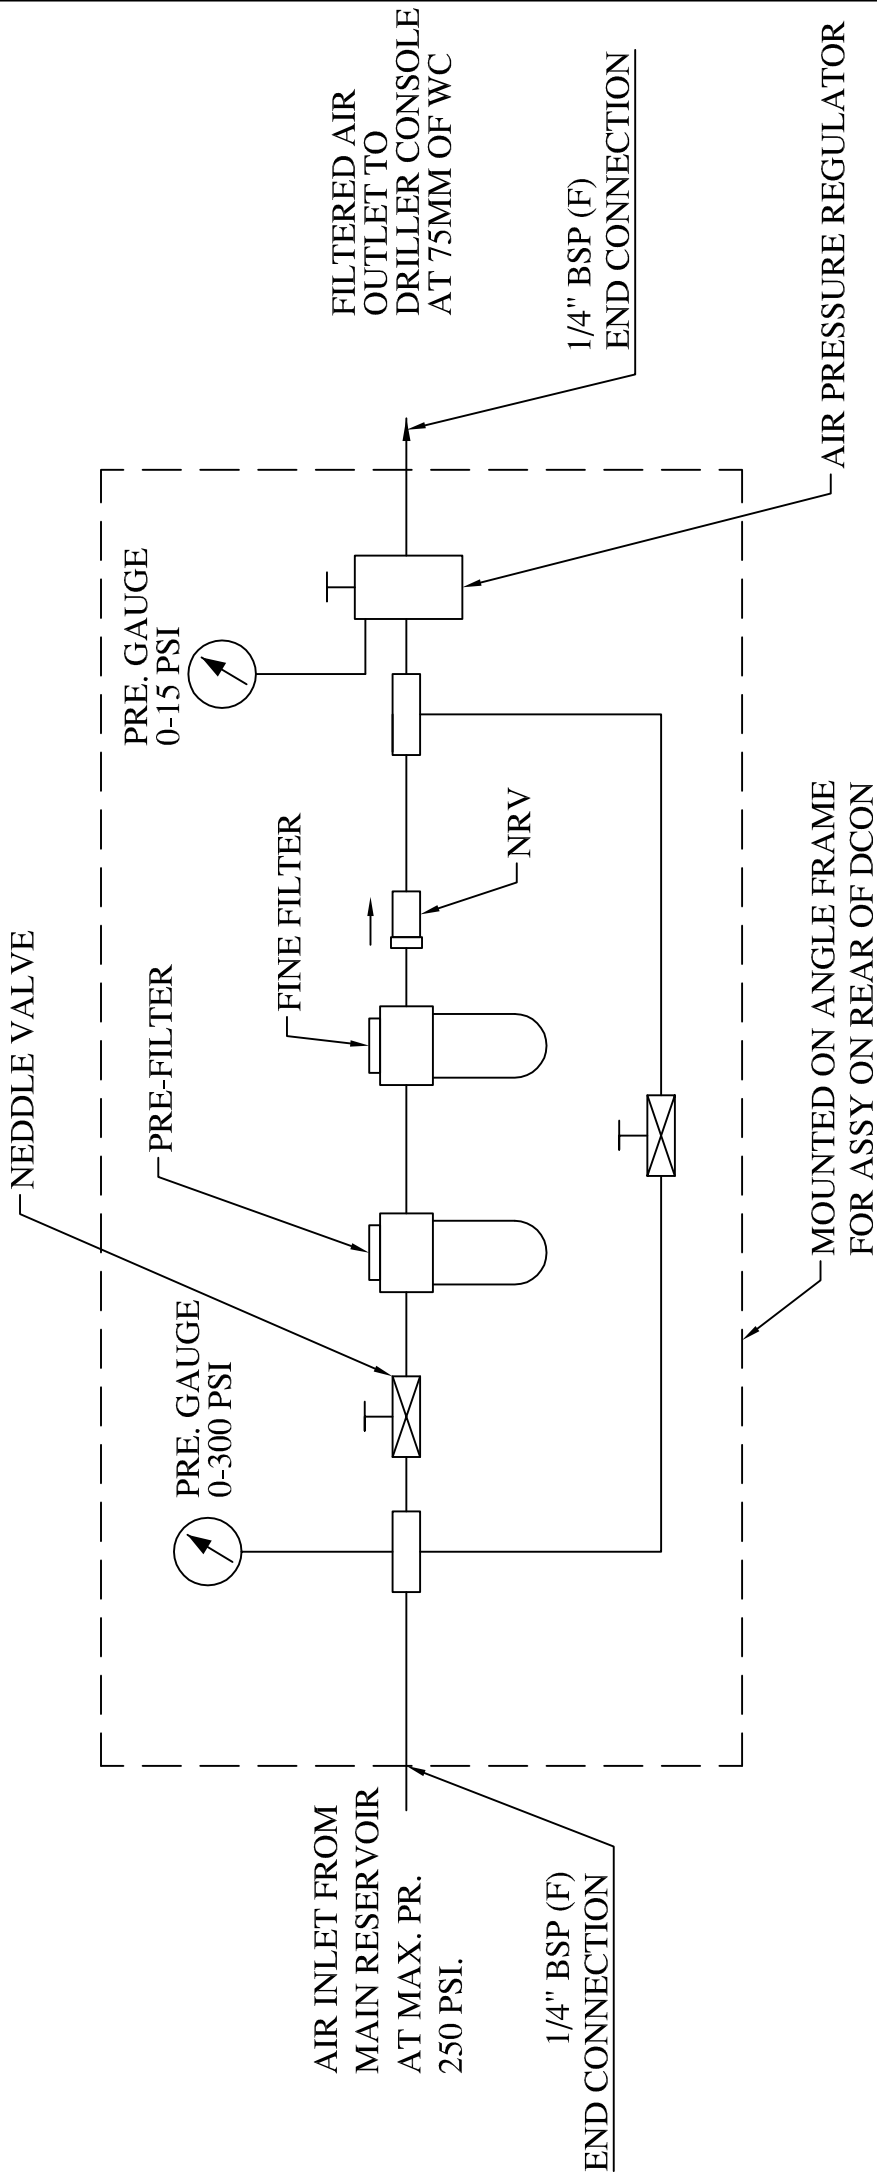 NEDDLE VALVE
PRE-FILTER
PRE. GAUGE
0-300 PSI
FINE FILTER
PRE. GAUGE
0-15 PSI
NRV
AIR INLET FROM
MAIN RESERVOIR
AT MAX. PR.
250 PSI.
1/4" BSP (F)
END CONNECTION
FILTERED AIR
OUTLET TO
DRILLER CONSOLE
AT 75MM OF WC
1/4" BSP (F)
END CONNECTION
AIR PRESSURE REGULATOR
MOUNTED ON ANGLE FRAME
FOR ASSY ON REAR OF DCON